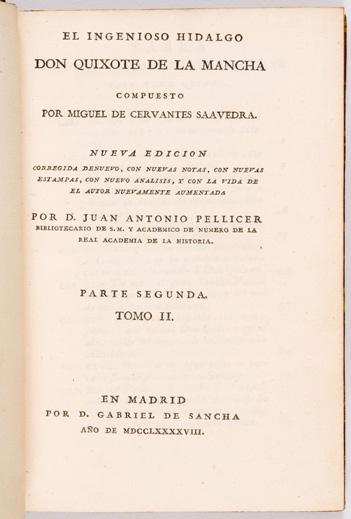 EL INGENIOSO HIDALGO
DON QUIXOTE DE LA MANCHA
COMPUESTO
POR MIGUEL DE CERVANTES SAAVEDRA.
NUEVA EDICION
CORREGIDA DENUEVO, CON NUEVAS NOTAS, CON NUEVAS
ESTAMPAS, CON NUEVO ANALISIS, Y CON LA VIDA DE
EL AUTOR NUEVAMENTE AUMENTADA
POR D. JUAN ANTONIO PELLICER
BIBLIOTECARIO DE S. M. Y ACADEMICO DE NUMERO DE LA
REAL ACADEMIA DE LA HISTORIA.
PARTE SEGUNDA.
TOMO II.
EN MADRID
POR D. GABRIEL DE SANCHA
AÑO DE MDCCLXXXXVIII.